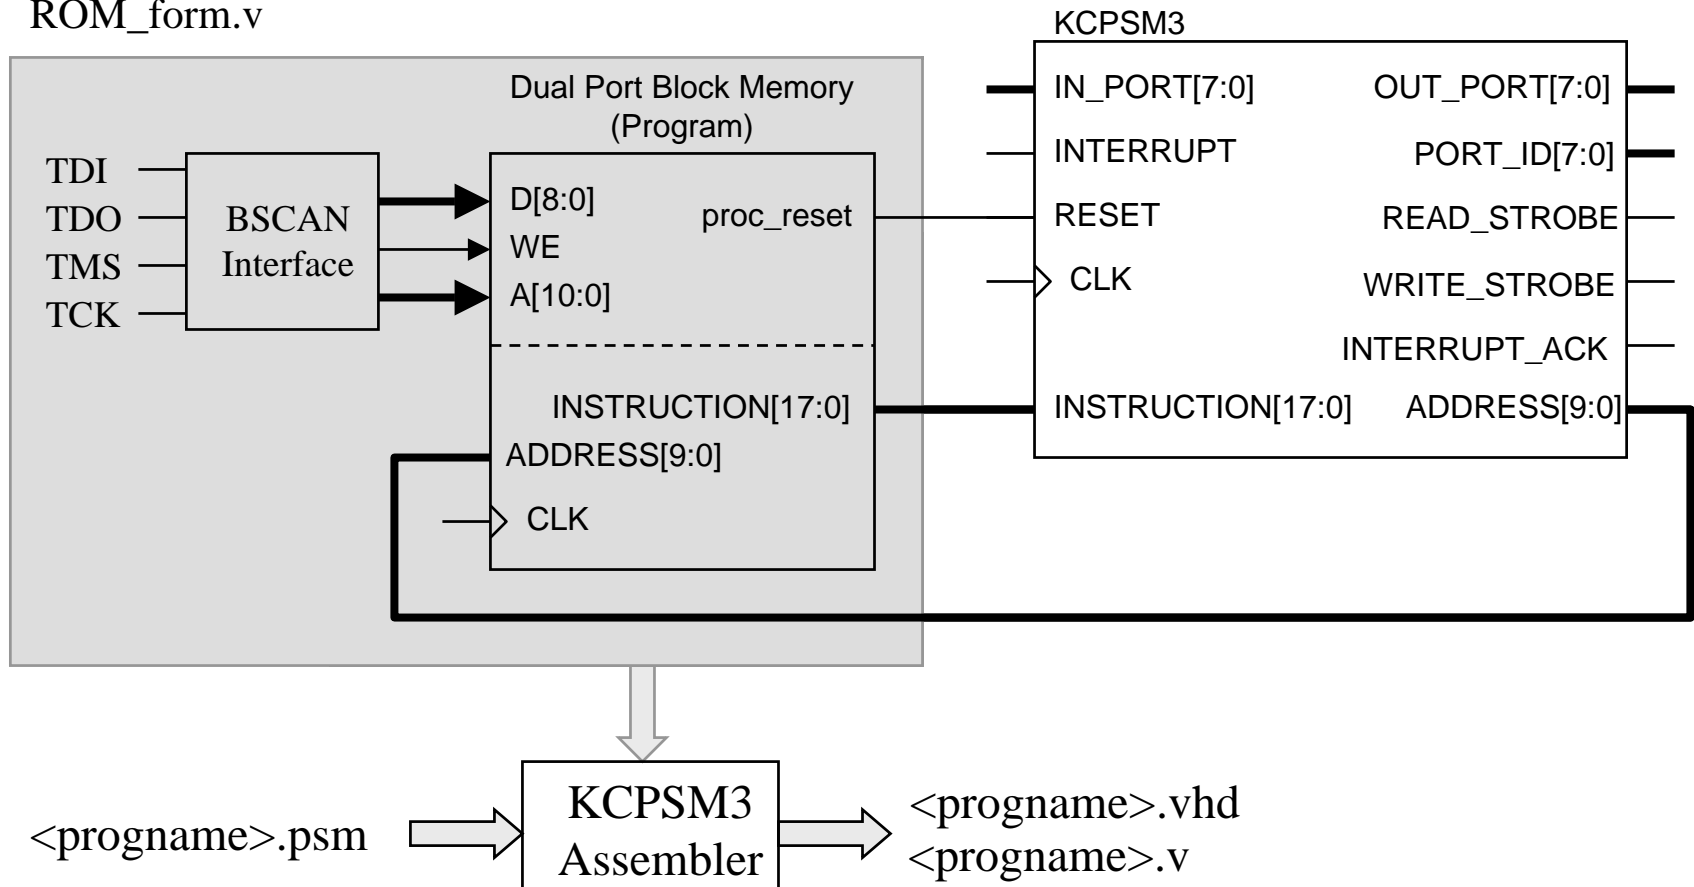 ROM_form.v
KCPSM3
Dual Port Block Memory
(Program)
TDI
TDO
TMS
TCK
BSCAN
Interface
D[8:0]
WE
A[10:0]
proc_reset
INSTRUCTION[17:0]
ADDRESS[9:0]
CLK
IN_PORT[7:0]
INTERRUPT
RESET
CLK
INSTRUCTION[17:0]
OUT_PORT[7:0]
PORT_ID[7:0]
READ_STROBE
WRITE_STROBE
INTERRUPT_ACK
ADDRESS[9:0]
<progname>.psm
KCPSM3
Assembler
<progname>.vhd
<progname>.v